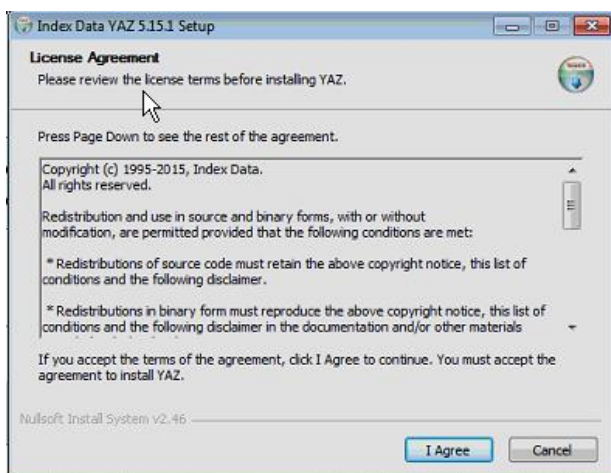 Index Data YAZ 5.15.1 Setup
License Agreement
Please review the license terms before installing YAZ.
Press Page Down to see the rest of the agreement.
Copyright (c) 1995-2015, Index Data.
All rights reserved.
Redistribution and use in source and binary forms, with or without
modification, are permitted provided that the following conditions are met:
* Redistributions of source code must retain the above copyright notice, this list of
conditions and the following disclaimer.
* Redistributions in binary form must reproduce the above copyright notice, this list of
conditions and the following disclaimer in the documentation and/or other materials
If you accept the terms of the agreement, click I Agree to continue. You must accept the
agreement to install YAZ.
Nullsoft Install System v2.46
I Agree
Cancel